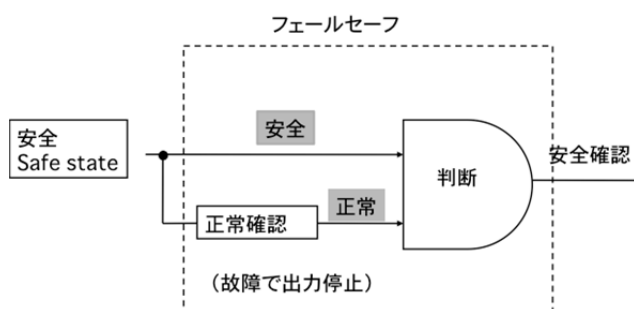 フェールセーフ
安全
Safe state
安全
正常確認
正常
判断
安全確認
（故障で出力停止）